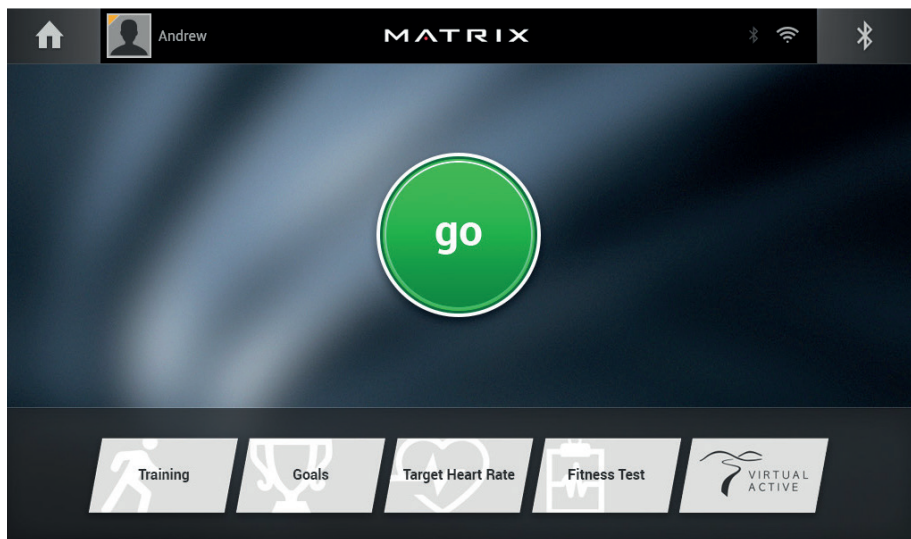 Andrew
MATRIX
go
Training
Goals
Target Heart Rate
Fitness Test
VIRTUAL
ACTIVE